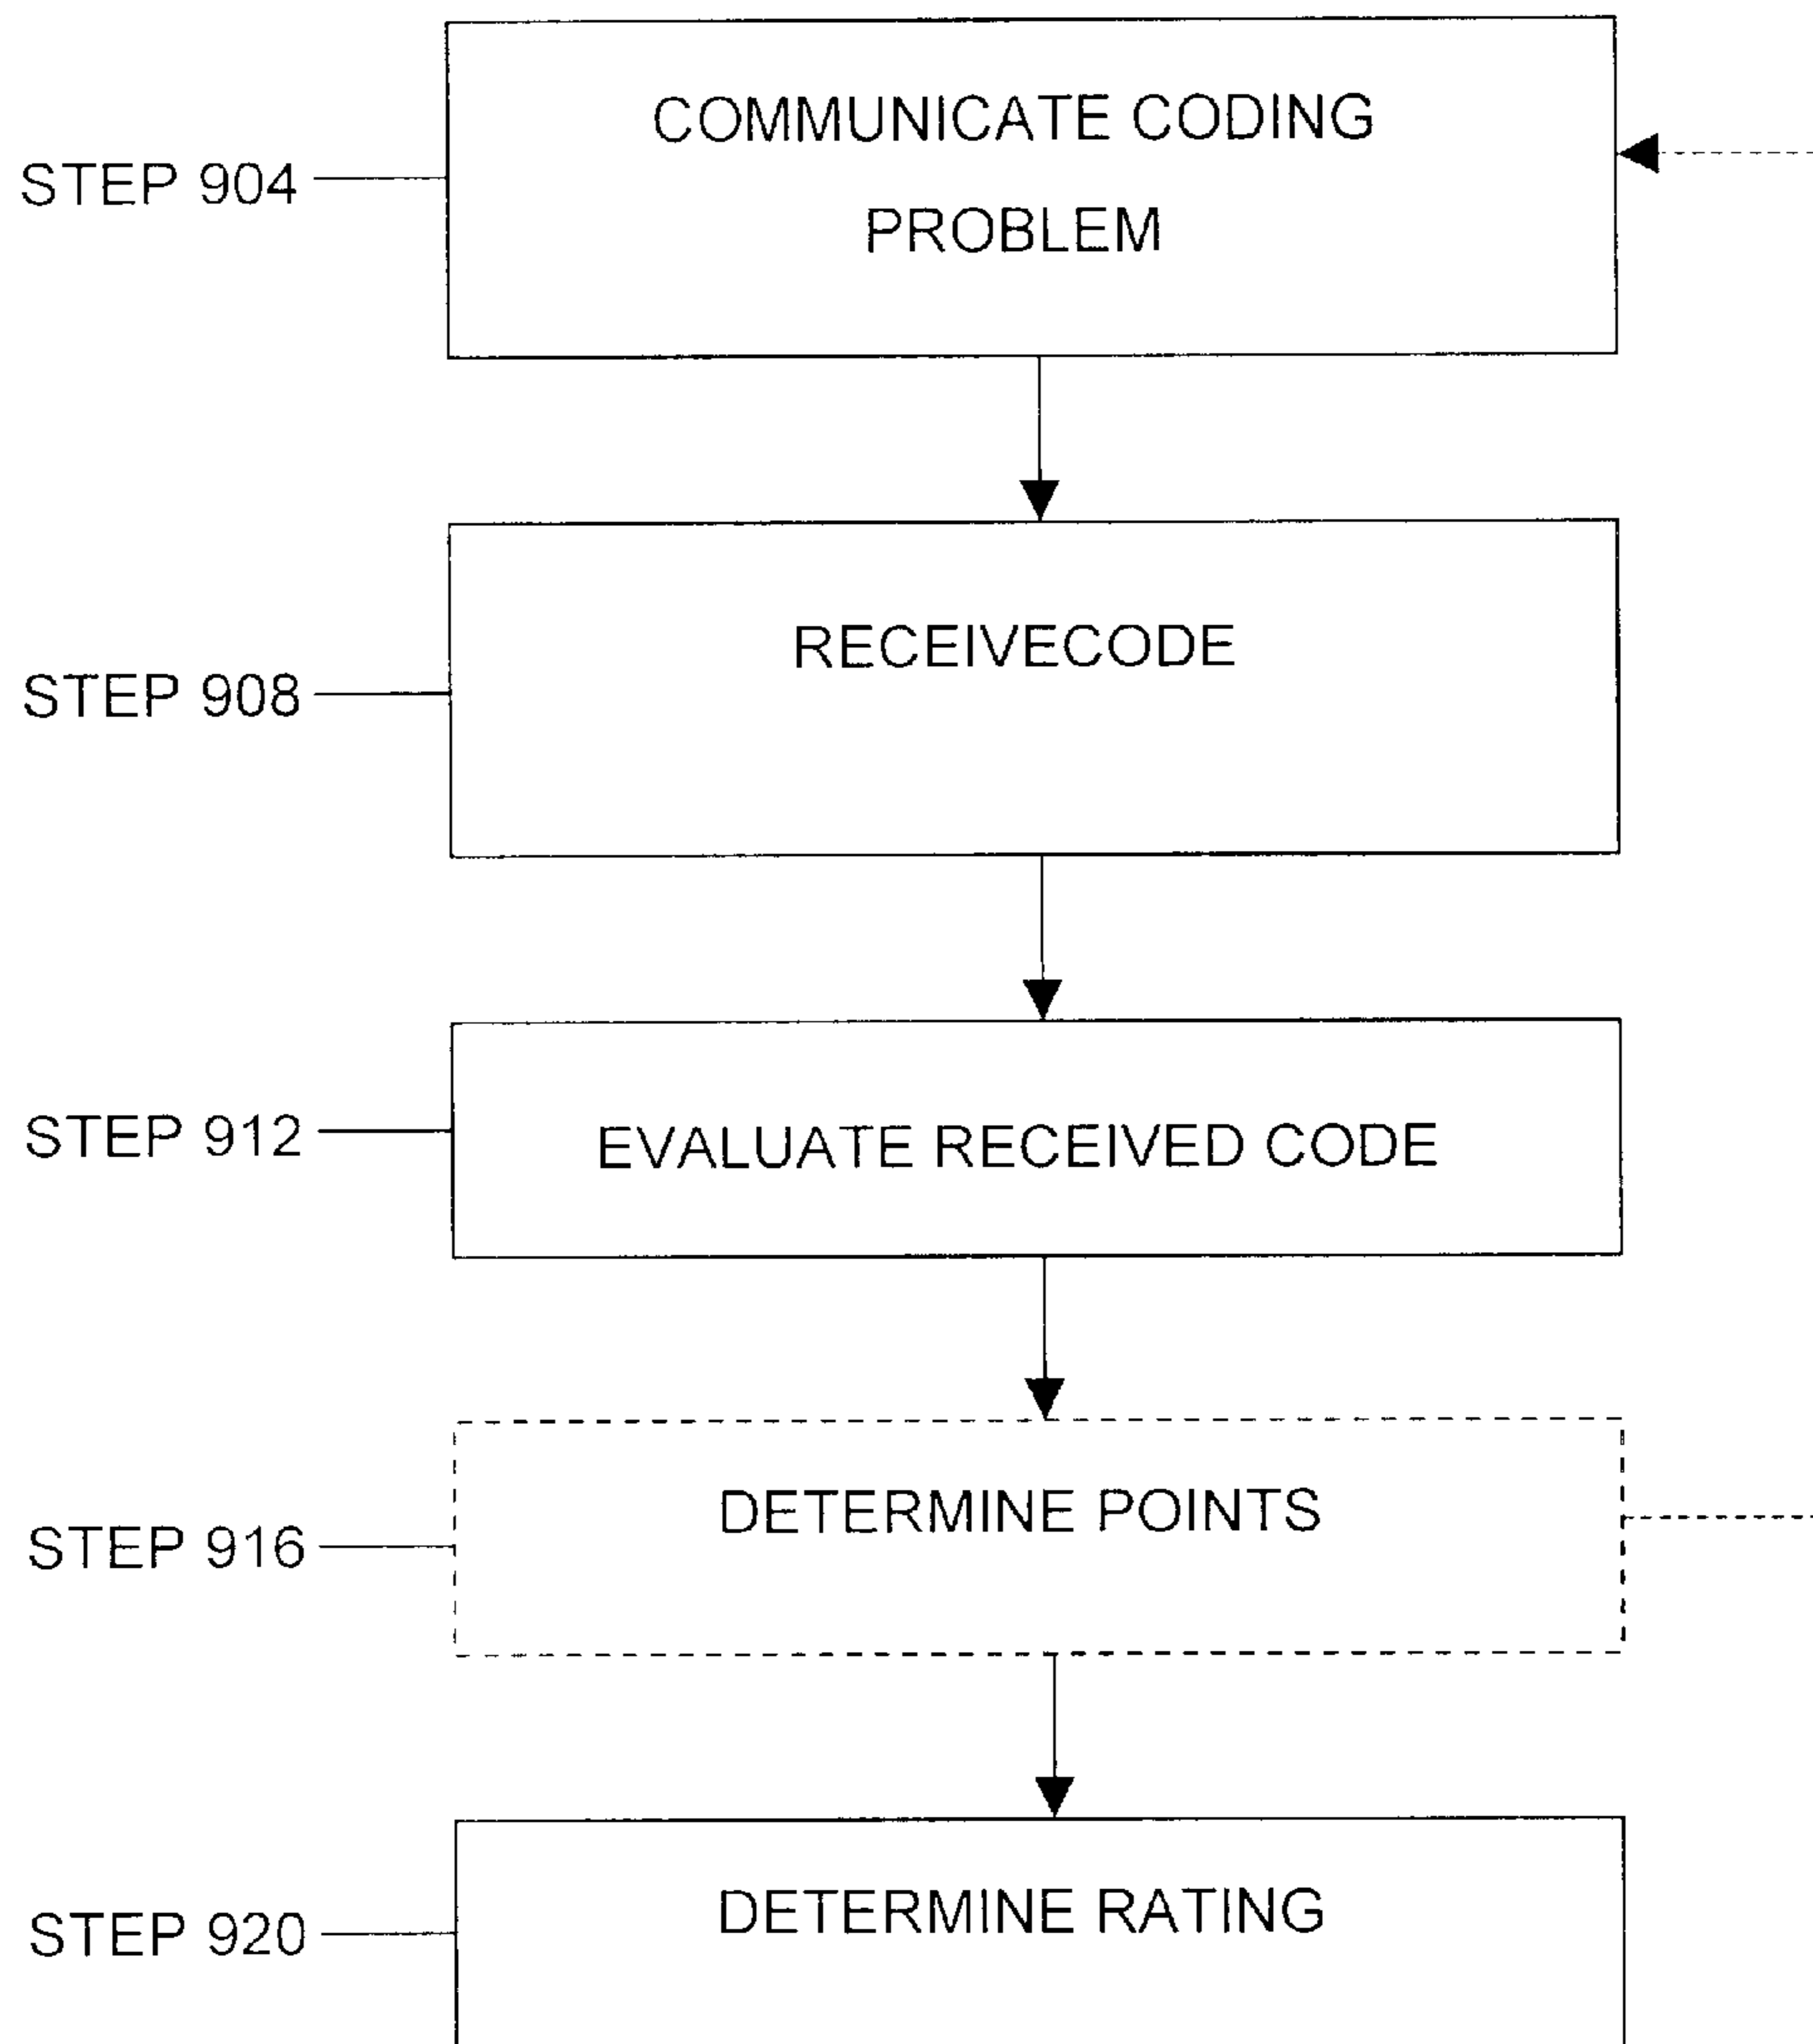 COMMUNICATE CODING
PROBLEM
STEP 904
RECEIVECODE
STEP 908
STEP 912
EVALUATE RECEIVED CODE
DETERMINE POINTS
STEP 916
DETERMINE RATING
STEP 920